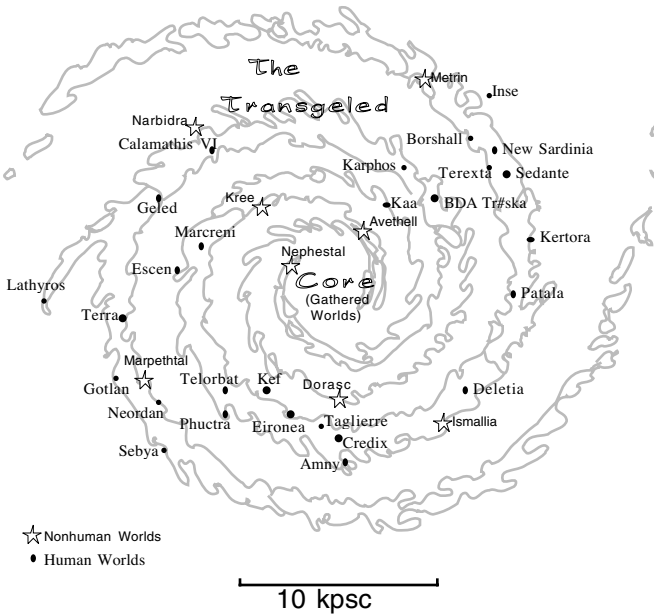 The
Transgeled
Metrin
Inse
Narbidra
Calamathis VI
Borshall
New Sardinia
Karphos
Terexta
Sedante
Kree
Kaa
BDA Tr#ska
Geled
Avethell
Marcreni
Kertora
Nephestal
Escen
Core
(Gathered
Worlds)
Lathyros
Patala
Terra
Marpethtal
Gotlan
Telorbat
Kef
Dorasc
Deletia
Neordan
Phuctra
Eironea
Taglierre
Ismallia
Credix
Sebya
Amny
Nonhuman Worlds
Human Worlds
10 kpsc